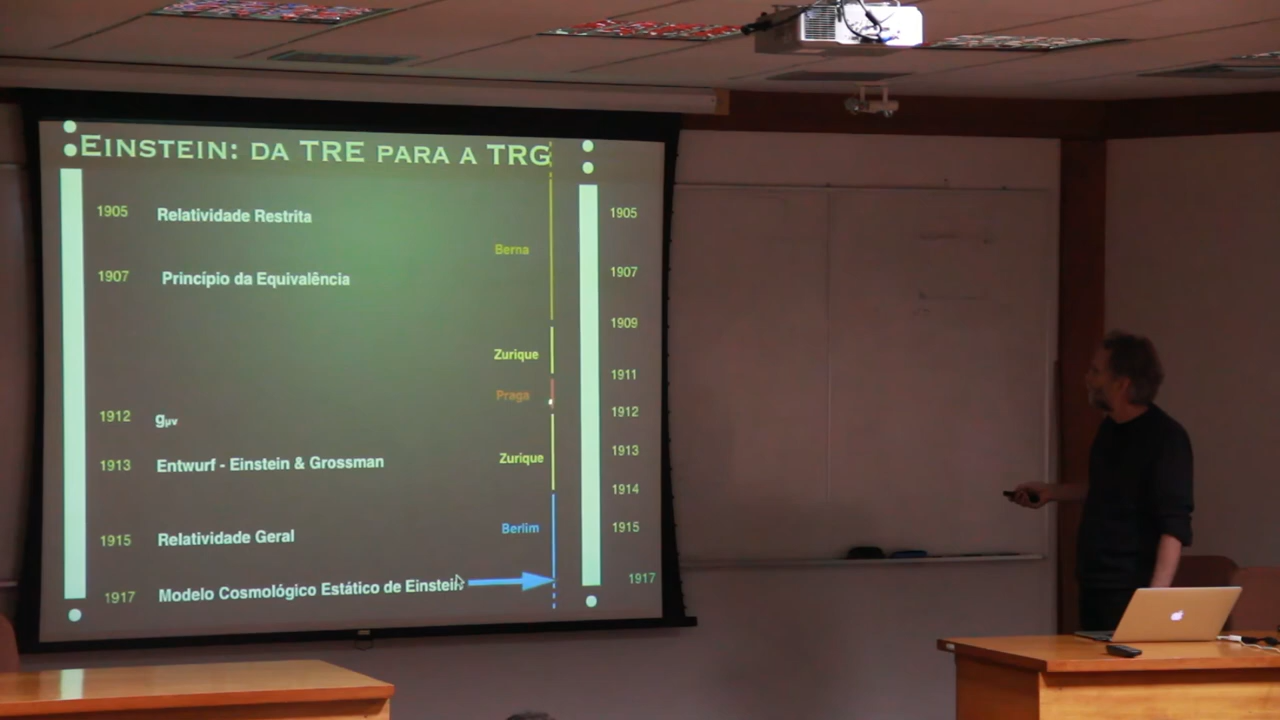 EINSTEIN: DA TRE PARA A TRG
1905 Relatividade Restrita 1905
Berna
1907 Princípio da Equivalência 1907
1909
Zurique
1911
Praga
1912 gμν 1912
1913 Entwurf - Einstein & Grossman Zurique 1913
1914
1915 Relatividade Geral Berlim 1915
1917 Modelo Cosmológico Estático de Einstein 1917